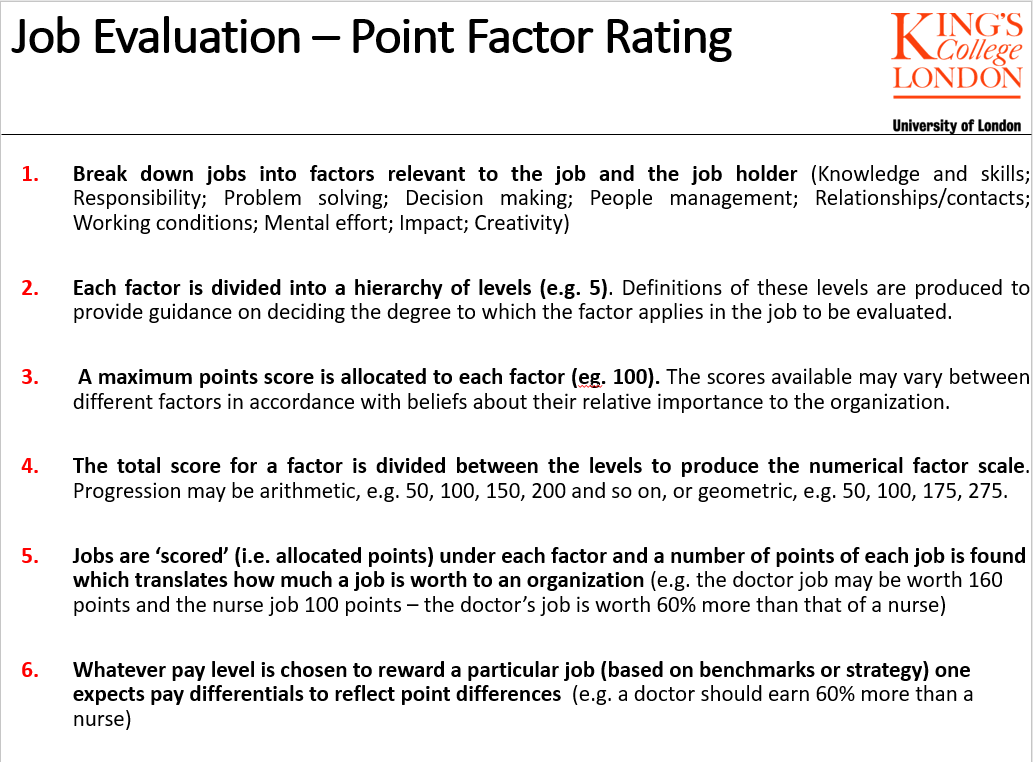 Job Evaluation – Point Factor Rating
KING'S
College
LONDON
University of London
1. Break down jobs into factors relevant to the job and the job holder (Knowledge and skills;
Responsibility; Problem solving; Decision making; People management; Relationships/contacts;
Working conditions; Mental effort; Impact; Creativity)
2. Each factor is divided into a hierarchy of levels (e.g. 5). Definitions of these levels are produced to
provide guidance on deciding the degree to which the factor applies in the job to be evaluated.
3. A maximum points score is allocated to each factor (eg. 100). The scores available may vary between
different factors in accordance with beliefs about their relative importance to the organization.
4. The total score for a factor is divided between the levels to produce the numerical factor scale.
Progression may be arithmetic, e.g. 50, 100, 150, 200 and so on, or geometric, e.g. 50, 100, 175, 275.
5. Jobs are ‘scored’ (i.e. allocated points) under each factor and a number of points of each job is found
which translates how much a job is worth to an organization (e.g. the doctor job may be worth 160
points and the nurse job 100 points – the doctor’s job is worth 60% more than that of a nurse)
6. Whatever pay level is chosen to reward a particular job (based on benchmarks or strategy) one
expects pay differentials to reflect point differences (e.g. a doctor should earn 60% more than a
nurse)